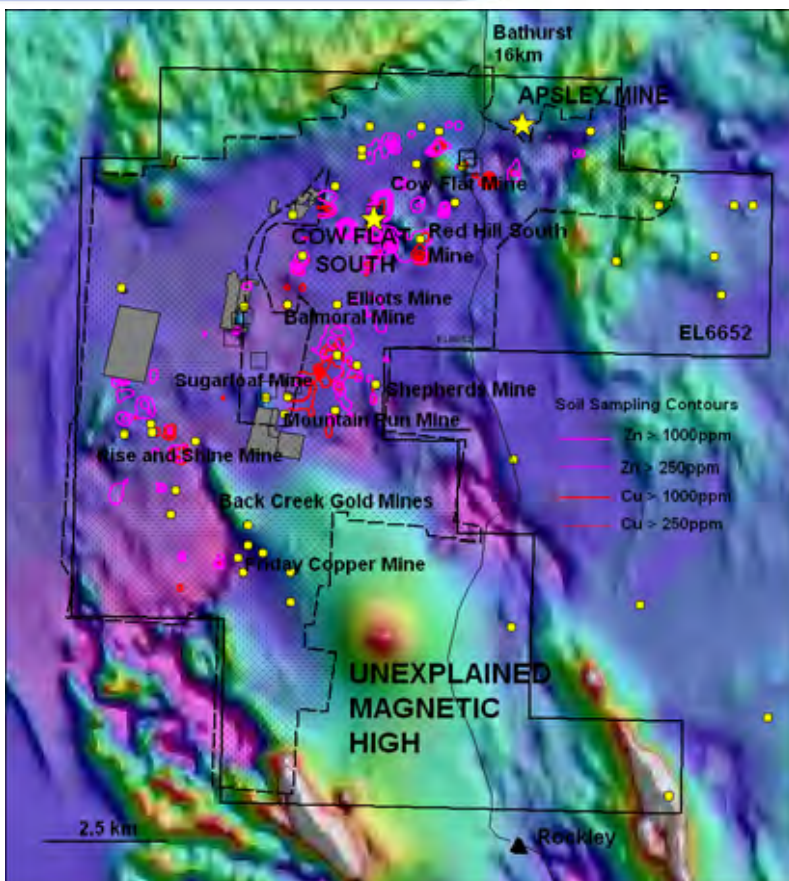 Bathurst
16km
APSLEY MINE
Cow Flat Mine
COW FLAT
SOUTH
Red Hill South
Mine
Elliots Mine
Balmoral Mine
EL6652
EL6652
Sugarloaf Mine
Shepherds Mine
Mountain Run Mine
Soil Sampling Contours
Zn > 1000ppm
Zn > 250ppm
Cu > 1000ppm
Cu > 250ppm
Rise and Shine Mine
Back Creek Gold Mines
Friday Copper Mine
UNEXPLAINED
MAGNETIC
HIGH
2.5 km
Rockley